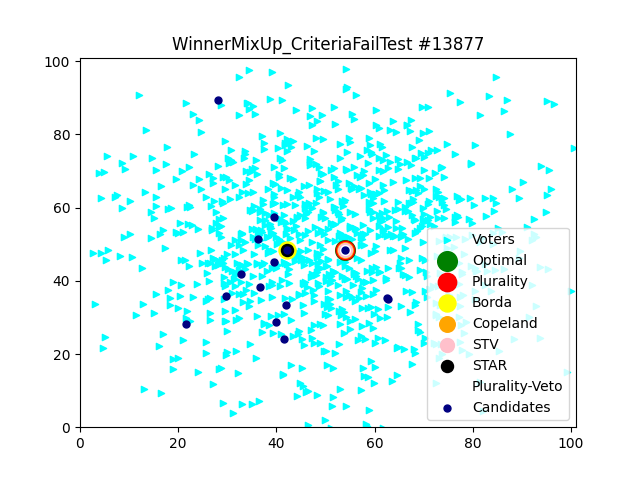 WinnerMixUp_CriteriaFailTest #13877
100
80
60
40
20
0
0
20
40
60
80
100
Voters
Optimal
Plurality
Borda
Copeland
STV
STAR
Plurality-Veto
Candidates